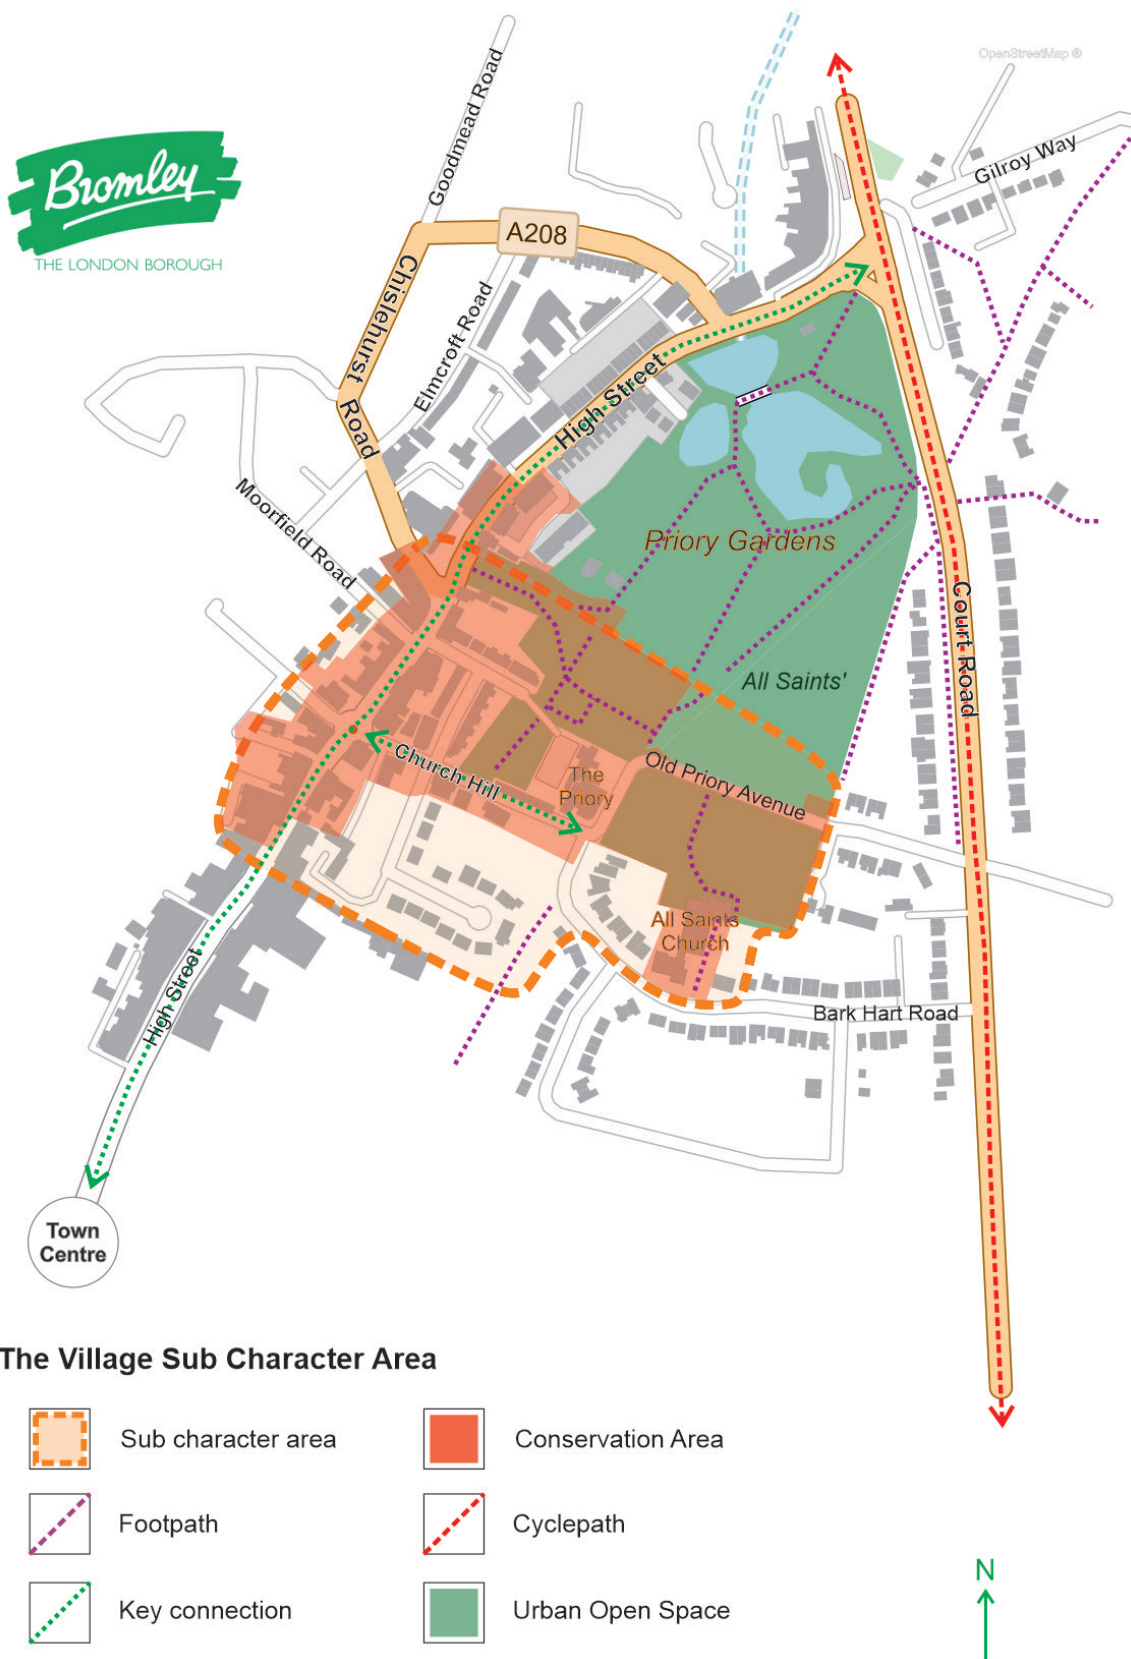 OpenStreetMap ®
Goodmead Road
Gilroy Way
Bromley
THE LONDON BOROUGH
A208
Chislehurst
Road
Elmcroft Road
High Street
Moorfield Road
Priory Gardens
Court Road
All Saints'
Church Hill
The
Priory
Old Priory Avenue
All Saints
Church
High Street
Bark Hart Road
Town
Centre
The Village Sub Character Area
Sub character area
Conservation Area
Footpath
Cyclepath
Key connection
Urban Open Space
N